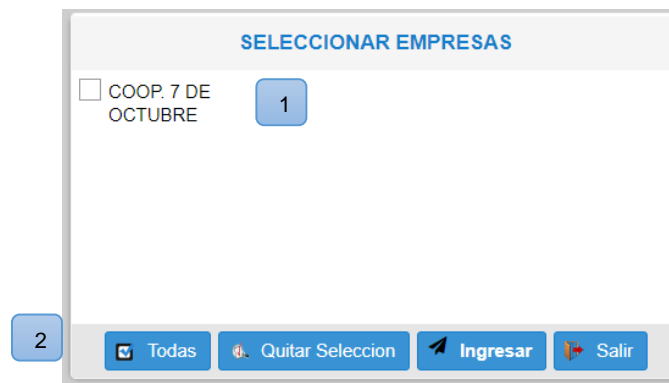 SELECCIONAR EMPRESAS
COOP. 7 DE
OCTUBRE
1
2
Todas
Quitar Seleccion
Ingresar
Salir